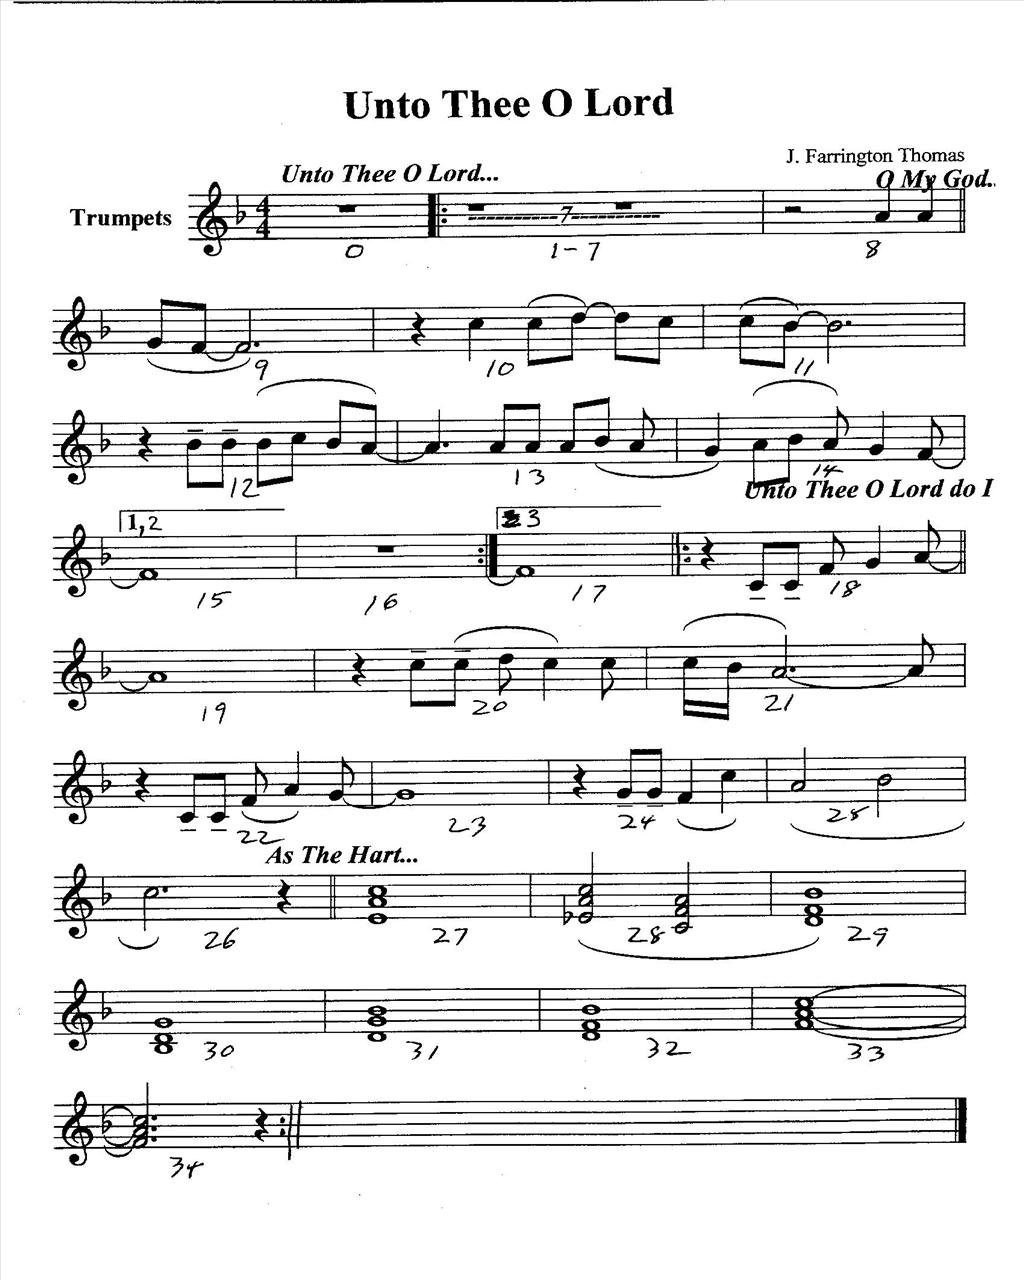 Unto Thee O Lord
J. Farrington Thomas
Unto Thee O Lord...
O My God..
Trumpets
4
4
----------7----------
0 1-7 8
9 10 11
12 13 14
Unto Thee O Lord do I
1,2 3
15 16 17 18
19 20 21
22 23 24 25
As The Hart...
26 27 28 29
30 31 32 33
34